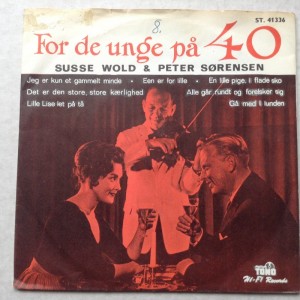 8.
ST. 41336
For de unge på 40
SUSSE WOLD & PETER SØRENSEN
Jeg er kun et gammelt minde • Een er for lille • En lille pige i flade sko
Det er den store, store kærlighed • Alle går rundt og forelsker sig
Lille Lise let på tå • Gå med i lunden
TONO
Hi-Fi Records